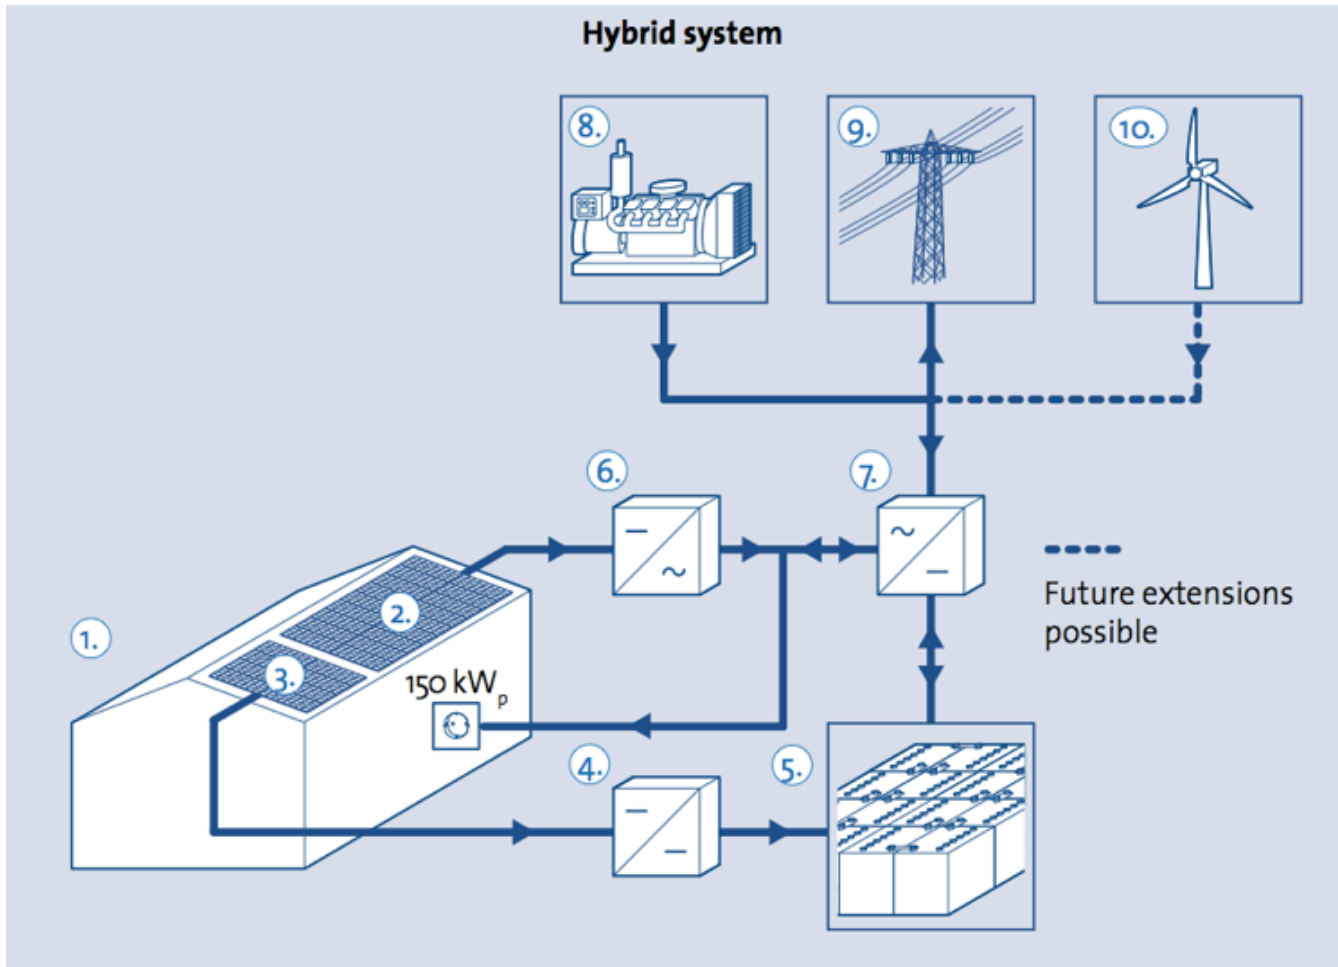 Hybrid system
8.
9.
10.
6.
7.
Future extensions
possible
1.
2.
3.
150 kWp
4.
5.